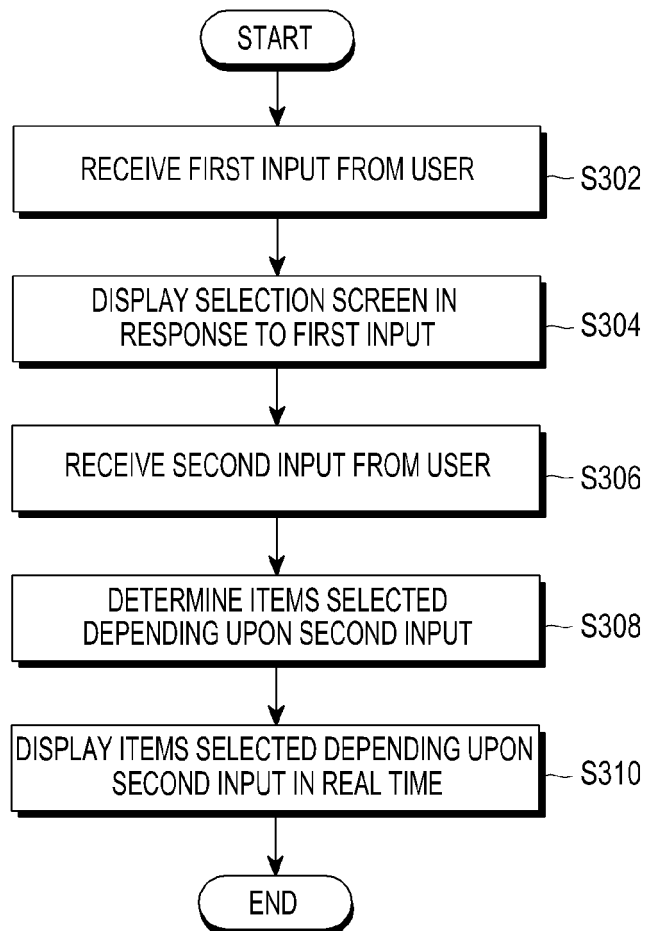 START
RECEIVE FIRST INPUT FROM USER
S302
DISPLAY SELECTION SCREEN IN
RESPONSE TO FIRST INPUT
S304
RECEIVE SECOND INPUT FROM USER
S306
DETERMINE ITEMS SELECTED
DEPENDING UPON SECOND INPUT
S308
DISPLAY ITEMS SELECTED DEPENDING UPON
SECOND INPUT IN REAL TIME
S310
END